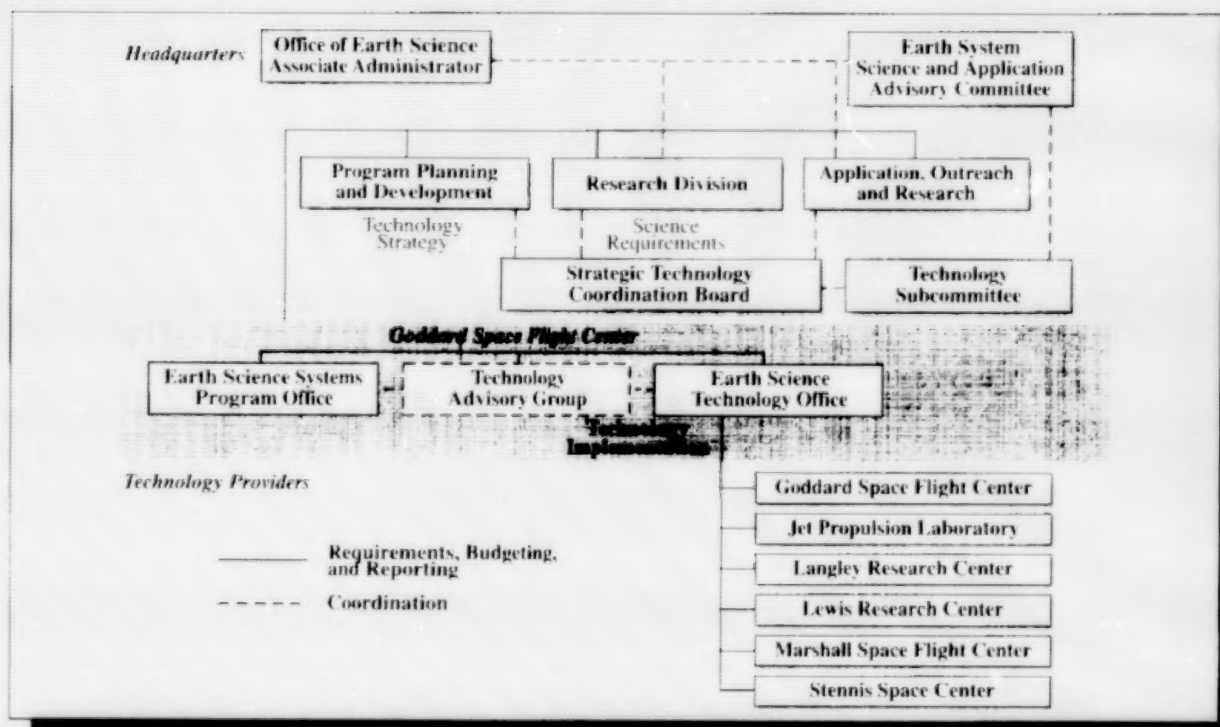 Headquarters
Office of Earth Science
Associate Administrator
Earth System
Science and Application
Advisory Committee
Program Planning
and Development
Research Division
Application, Outreach
and Research
Technology
Strategy
Science
Requirements
Strategic Technology
Coordination Board
Technology
Subcommittee
Goddard Space Flight Center
Earth Science Systems
Program Office
Technology
Advisory Group
Earth Science
Technology Office
Technology
Implementation
Technology Providers
Goddard Space Flight Center
Jet Propulsion Laboratory
Langley Research Center
Lewis Research Center
Marshall Space Flight Center
Stennis Space Center
Requirements, Budgeting,
and Reporting
Coordination